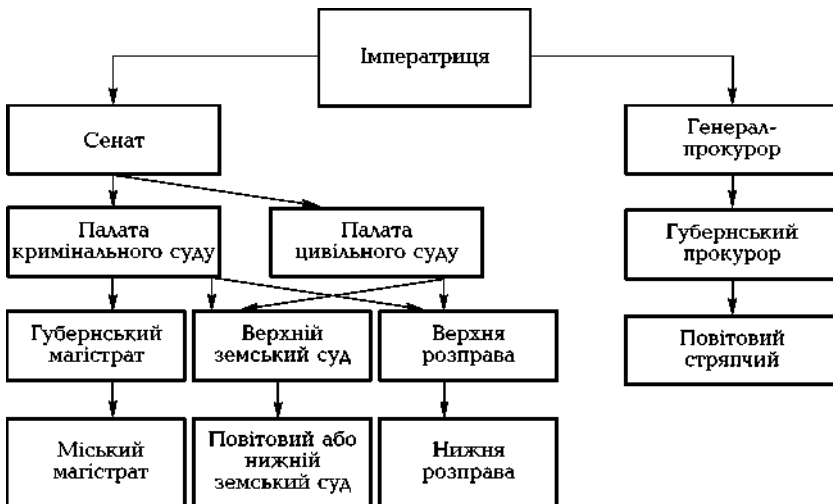 Імператриця
Сенат
Генерал-
прокурор
Палата
кримінального суду
Палата
цивільного суду
Губернський
прокурор
Губернський
магістрат
Верхній
земський суд
Верхня
розправа
Повітовий
стряпчий
Міський
магістрат
Повітовий або
нижній
земський суд
Нижня
розправа